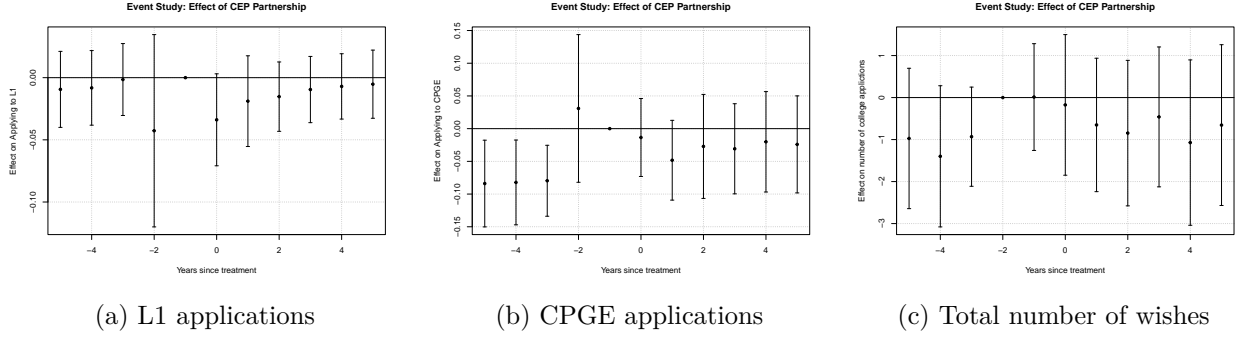 Event Study: Effect of CEP Partnership
Effect on Applying to L1
0.00
−0.05
−0.10
−4
−2
0
2
4
Years since treatment
(a) L1 applications
Event Study: Effect of CEP Partnership
Effect on Applying to CPGE
0.15
0.10
0.05
0.00
−0.05
−0.10
−0.15
−4
−2
0
2
4
Years since treatment
(b) CPGE applications
Event Study: Effect of CEP Partnership
Effect on number of college applictions
1
0
−1
−2
−3
−4
−2
0
2
4
Years since treatment
(c) Total number of wishes